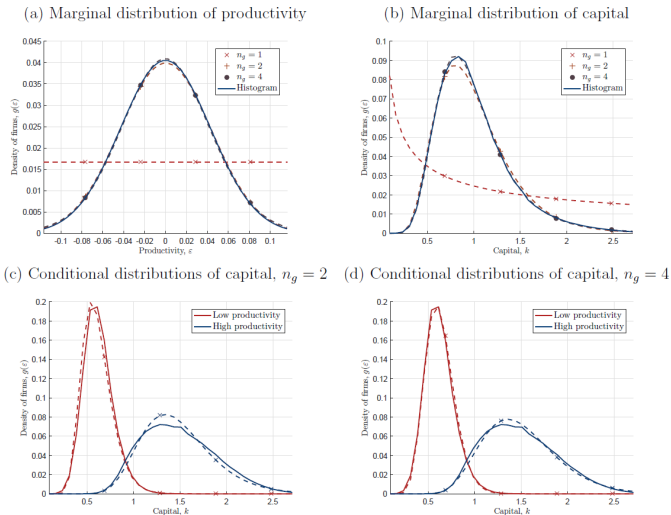 (a) Marginal distribution of productivity
0.045
0.04
0.035
0.03
0.025
0.02
0.015
0.01
0.005
0
Density of firms, g(ε)
n_g = 1
n_g = 2
n_g = 4
Histogram
-0.1 -0.08 -0.06 -0.04 -0.02 0 0.02 0.04 0.06 0.08 0.1
Productivity, ε
(b) Marginal distribution of capital
0.1
0.09
0.08
0.07
0.06
0.05
0.04
0.03
0.02
0.01
0
Density of firms, g(ε)
n_g = 1
n_g = 2
n_g = 4
Histogram
0.5 1 1.5 2 2.5
Capital, k
(c) Conditional distributions of capital, n_g = 2
0.2
0.18
0.16
0.14
0.12
0.1
0.08
0.06
0.04
0.02
0
Density of firms, g(ε)
Low productivity
High productivity
0.5 1 1.5 2 2.5
Capital, k
(d) Conditional distributions of capital, n_g = 4
0.2
0.18
0.16
0.14
0.12
0.1
0.08
0.06
0.04
0.02
0
Density of firms, g(ε)
Low productivity
High productivity
0.5 1 1.5 2 2.5
Capital, k